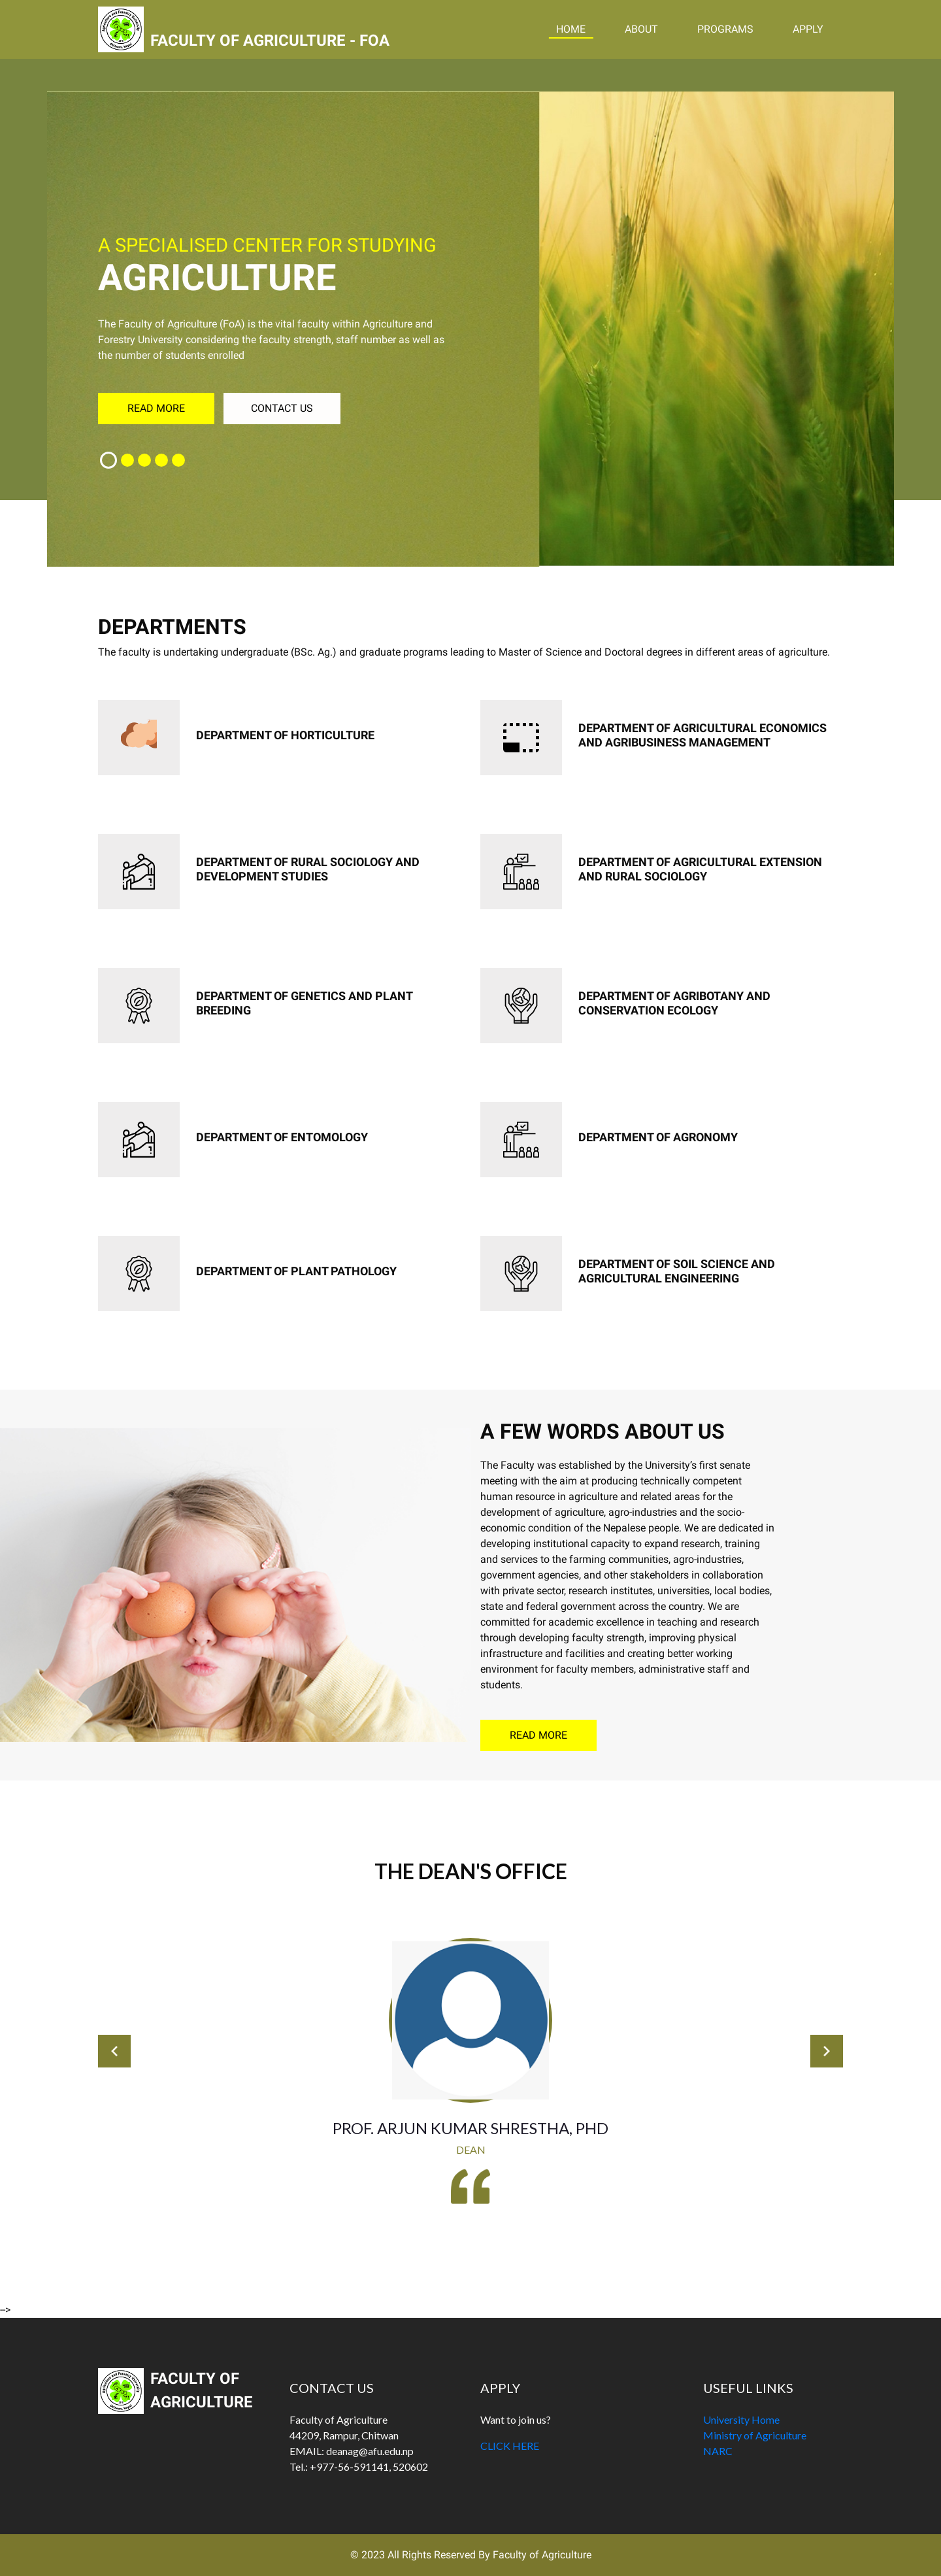 FACULTY OF AGRICULTURE - FOA
HOME
ABOUT
PROGRAMS
APPLY
A SPECIALISED CENTER FOR STUDYING
AGRICULTURE
The Faculty of Agriculture (FoA) is the vital faculty within Agriculture and
Forestry University considering the faculty strength, staff number as well as
the number of students enrolled
READ MORE
CONTACT US
DEPARTMENTS
The faculty is undertaking undergraduate (BSc. Ag.) and graduate programs leading to Master of Science and Doctoral degrees in different areas of agriculture.
DEPARTMENT OF HORTICULTURE
DEPARTMENT OF AGRICULTURAL ECONOMICS
AND AGRIBUSINESS MANAGEMENT
DEPARTMENT OF RURAL SOCIOLOGY AND
DEVELOPMENT STUDIES
DEPARTMENT OF AGRICULTURAL EXTENSION
AND RURAL SOCIOLOGY
DEPARTMENT OF GENETICS AND PLANT
BREEDING
DEPARTMENT OF AGRIBOTANY AND
CONSERVATION ECOLOGY
DEPARTMENT OF ENTOMOLOGY
DEPARTMENT OF AGRONOMY
DEPARTMENT OF PLANT PATHOLOGY
DEPARTMENT OF SOIL SCIENCE AND
AGRICULTURAL ENGINEERING
A FEW WORDS ABOUT US
The Faculty was established by the University’s first senate
meeting with the aim at producing technically competent
human resource in agriculture and related areas for the
development of agriculture, agro-industries and the socio-
economic condition of the Nepalese people. We are dedicated in
developing institutional capacity to expand research, training
and services to the farming communities, agro-industries,
government agencies, and other stakeholders in collaboration
with private sector, research institutes, universities, local bodies,
state and federal government across the country. We are
committed for academic excellence in teaching and research
through developing faculty strength, improving physical
infrastructure and facilities and creating better working
environment for faculty members, administrative staff and
students.
READ MORE
THE DEAN'S OFFICE
PROF. ARJUN KUMAR SHRESTHA, PHD
DEAN
-->
FACULTY OF
AGRICULTURE
CONTACT US
Faculty of Agriculture
44209, Rampur, Chitwan
EMAIL: deanag@afu.edu.np
Tel.: +977-56-591141, 520602
APPLY
Want to join us?
CLICK HERE
USEFUL LINKS
University Home
Ministry of Agriculture
NARC
© 2023 All Rights Reserved By Faculty of Agriculture